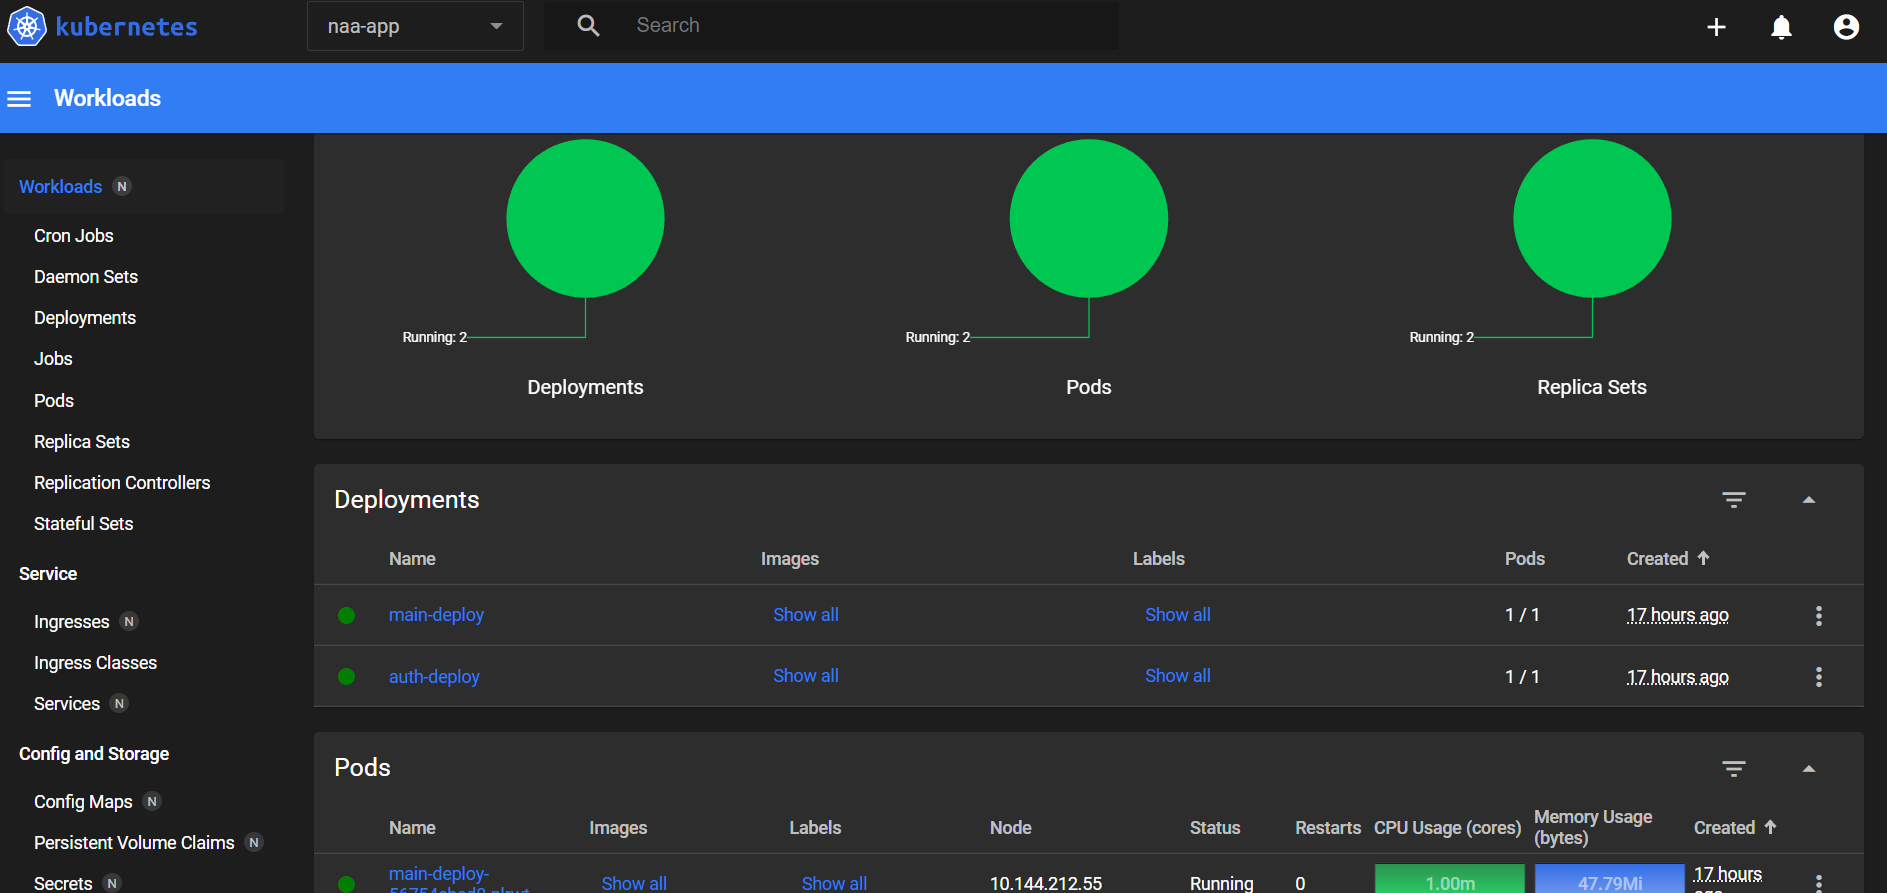 kubernetes
naa-app
Search
Workloads
Workloads N
Cron Jobs
Daemon Sets
Deployments
Jobs
Pods
Replica Sets
Replication Controllers
Stateful Sets
Service
Ingresses N
Ingress Classes
Services N
Config and Storage
Config Maps N
Persistent Volume Claims N
Secrets N
Running: 2
Deployments
Running: 2
Pods
Running: 2
Replica Sets
Deployments
Name Images Labels Pods Created
main-deploy Show all Show all 1 / 1 17 hours ago
auth-deploy Show all Show all 1 / 1 17 hours ago
Pods
Name Images Labels Node Status Restarts CPU Usage (cores) Memory Usage
(bytes) Created
main-deploy-
Show all Show all 10.144.212.55 Running 0 1.00m 47.79Mi 17 hours